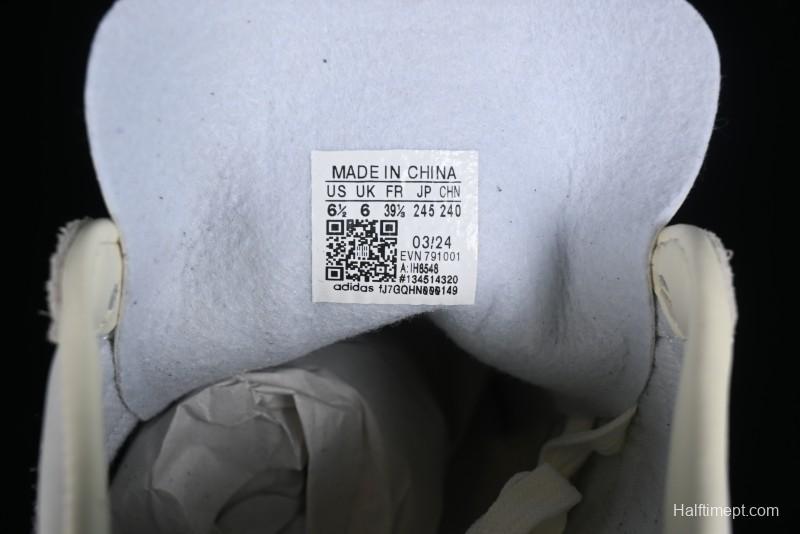 MADE IN CHINA
US UK FR JP CHN
6½ 6 39⅓ 245 240
03/24
EVN 791001
A: IH8548
#134514320
adidas
Halftimept.com